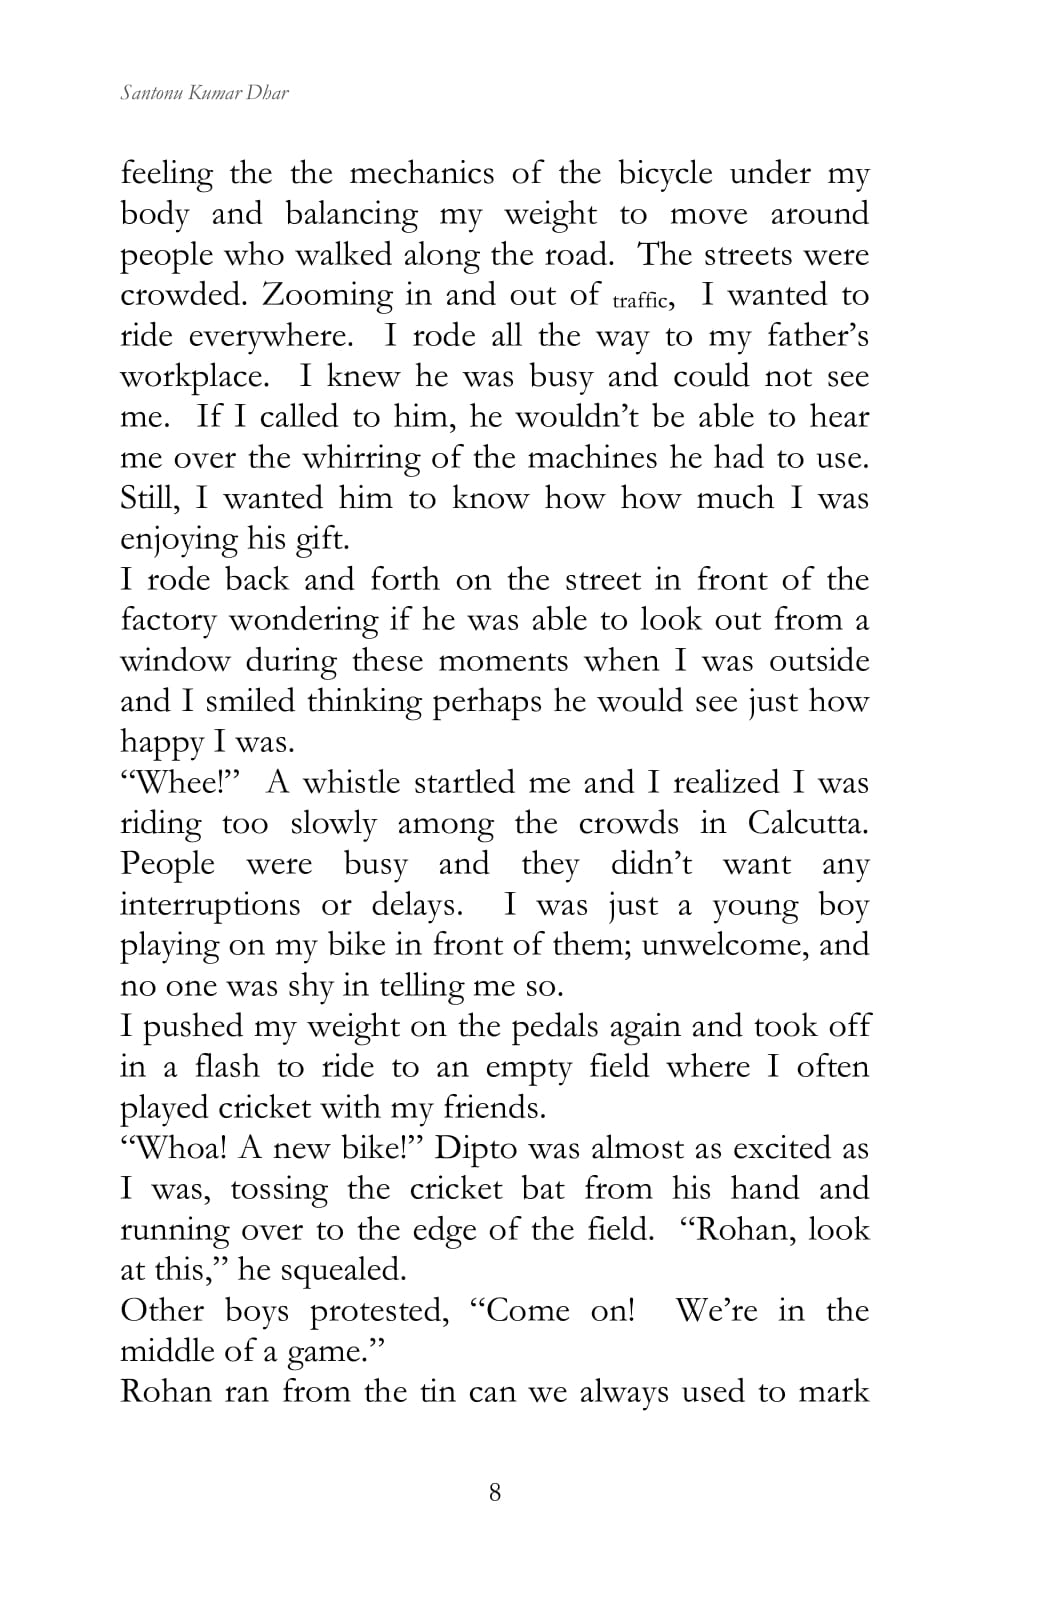 Santonu Kumar Dhar
feeling the the mechanics of the bicycle under my
body and balancing my weight to move around
people who walked along the road.  The streets were
crowded. Zooming in and out of traffic,  I wanted to
ride everywhere.  I rode all the way to my father’s
workplace.  I knew he was busy and could not see
me.  If I called to him, he wouldn’t be able to hear
me over the whirring of the machines he had to use.
Still, I wanted him to know how how much I was
enjoying his gift.
I rode back and forth on the street in front of the
factory wondering if he was able to look out from a
window during these moments when I was outside
and I smiled thinking perhaps he would see just how
happy I was.
“Whee!”  A whistle startled me and I realized I was
riding too slowly among the crowds in Calcutta.
People were busy and they didn’t want any
interruptions or delays.  I was just a young boy
playing on my bike in front of them; unwelcome, and
no one was shy in telling me so.
I pushed my weight on the pedals again and took off
in a flash to ride to an empty field where I often
played cricket with my friends.
“Whoa! A new bike!” Dipto was almost as excited as
I was, tossing the cricket bat from his hand and
running over to the edge of the field.  “Rohan, look
at this,” he squealed.
Other boys protested, “Come on!  We’re in the
middle of a game.”
Rohan ran from the tin can we always used to mark
8